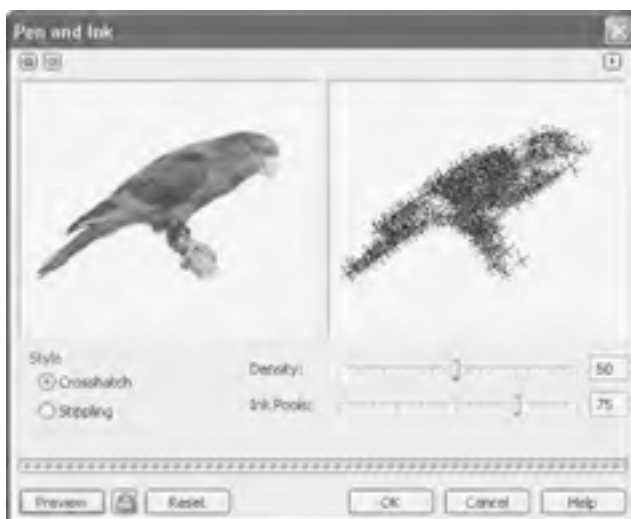 Pen and Ink
Style
Crosshatch
Stippling
Density: 50
Ink Pools: 75
Preview Reset OK Cancel Help